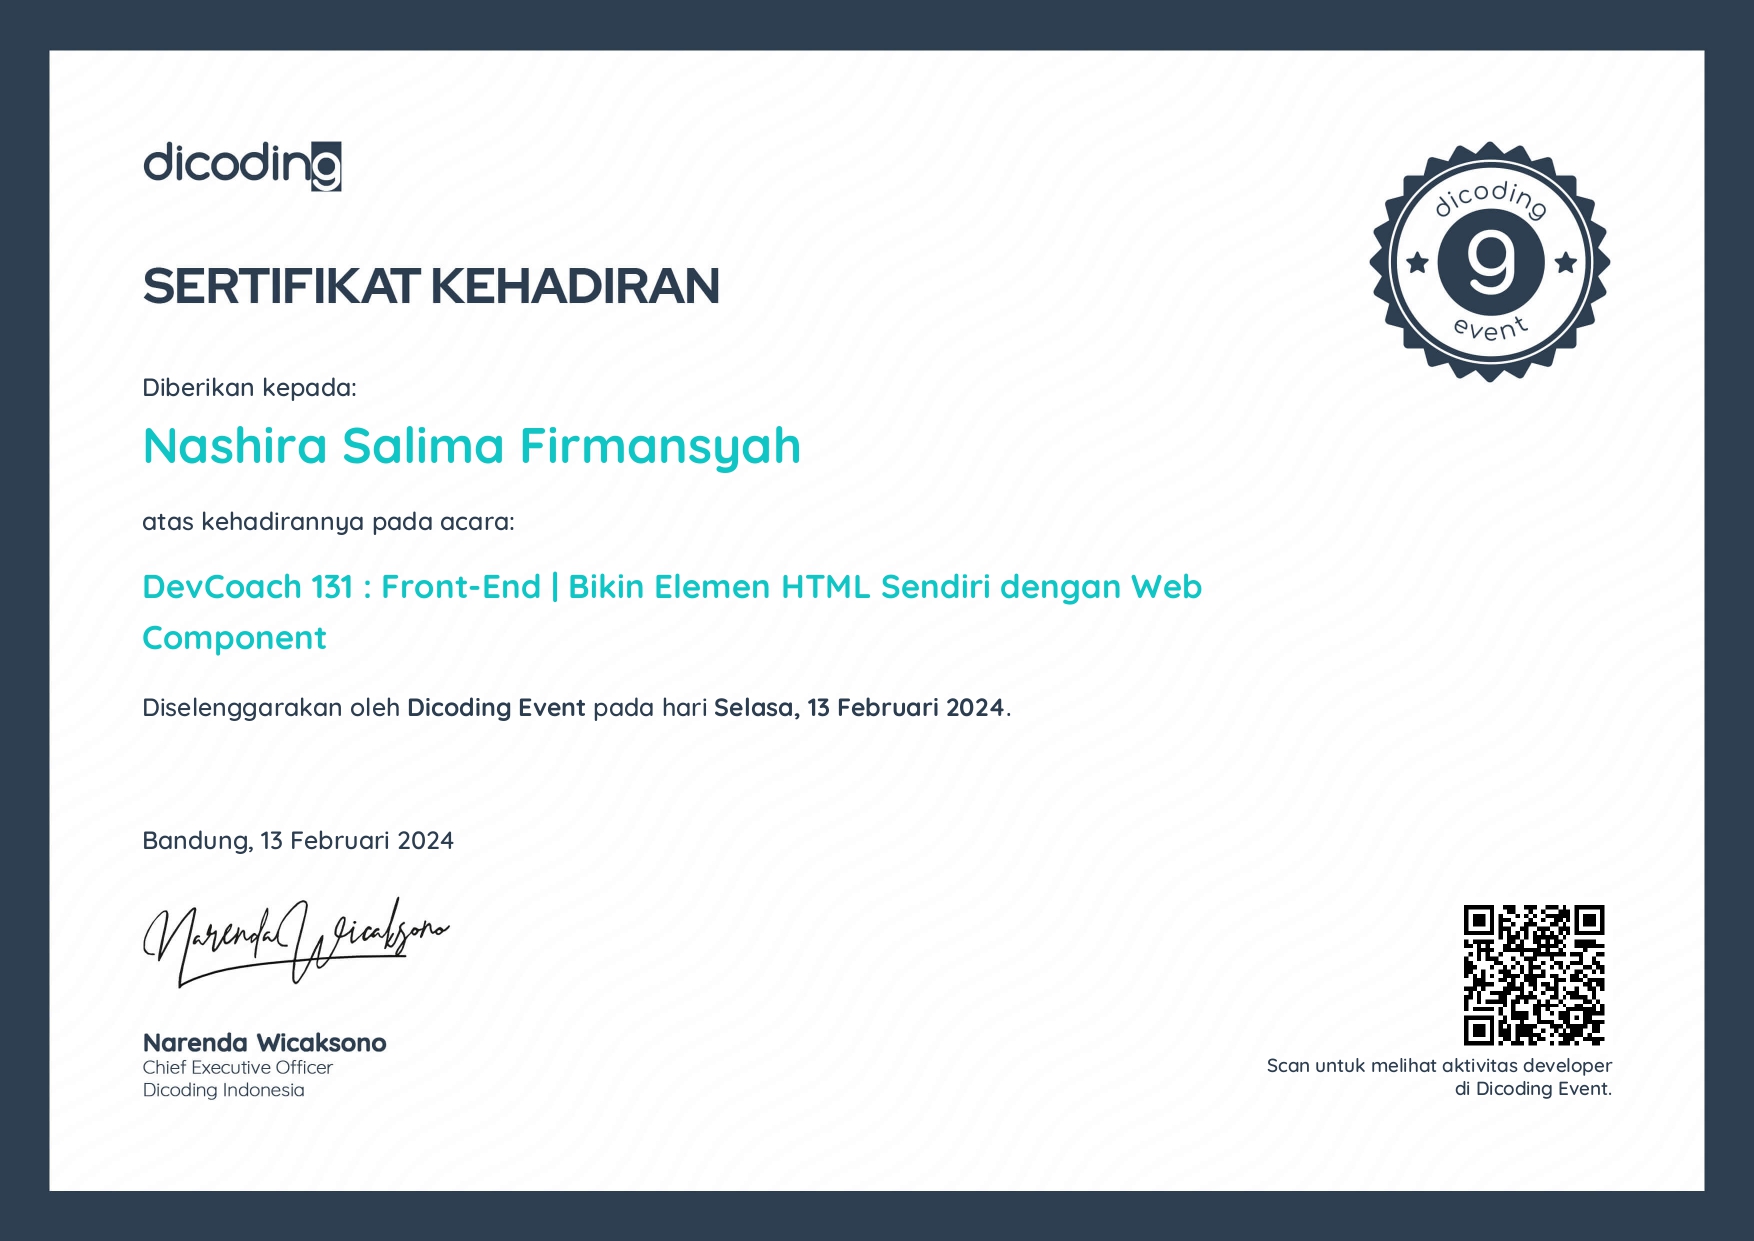 dicoding
dicoding
g
event
SERTIFIKAT KEHADIRAN
Diberikan kepada:
Nashira Salima Firmansyah
atas kehadirannya pada acara:
DevCoach 131 : Front-End | Bikin Elemen HTML Sendiri dengan Web
Component
Diselenggarakan oleh Dicoding Event pada hari Selasa, 13 Februari 2024.
Bandung, 13 Februari 2024
Narenda Wicaksono
Narenda Wicaksono
Chief Executive Officer
Dicoding Indonesia
Scan untuk melihat aktivitas developer
di Dicoding Event.